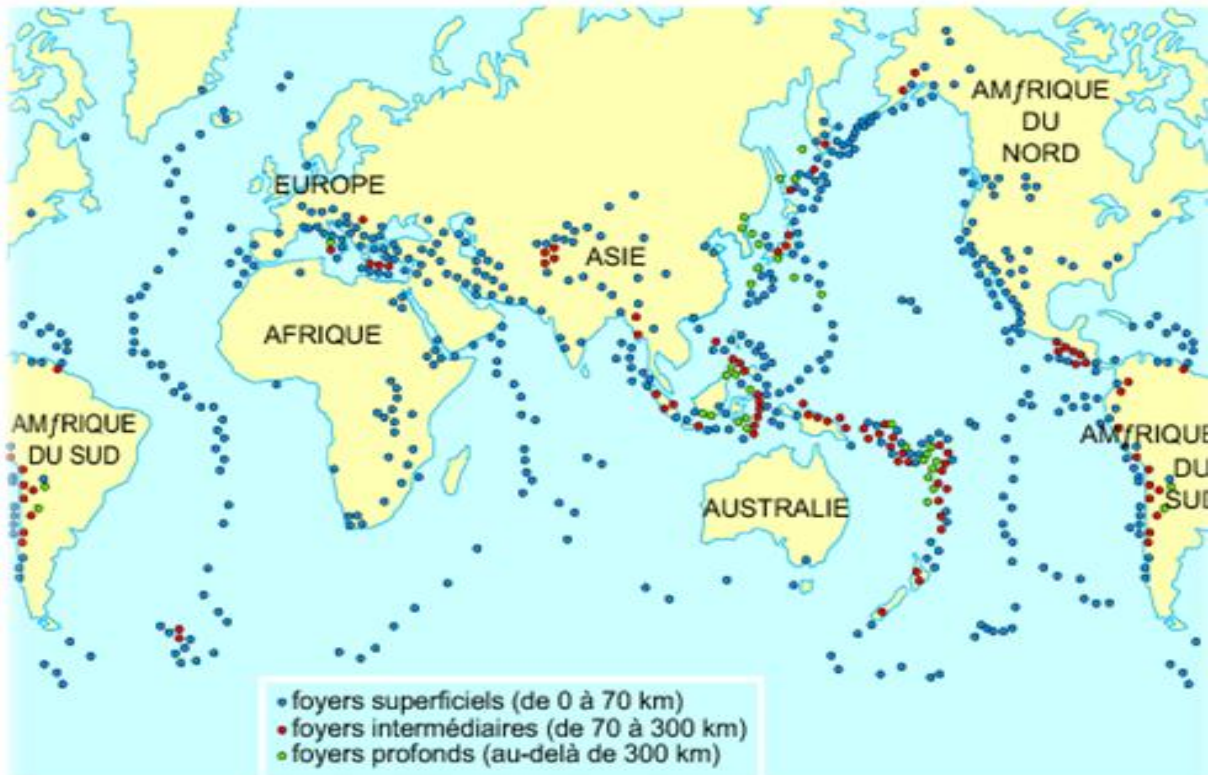 AMƒRIQUE
DU
NORD
EUROPE
ASIE
AFRIQUE
AMƒRIQUE
DU SUD
AMƒRIQUE
DU
SUD
AUSTRALIE
foyers superficiels (de 0 à 70 km)
foyers intermédiaires (de 70 à 300 km)
foyers profonds (au-delà de 300 km)